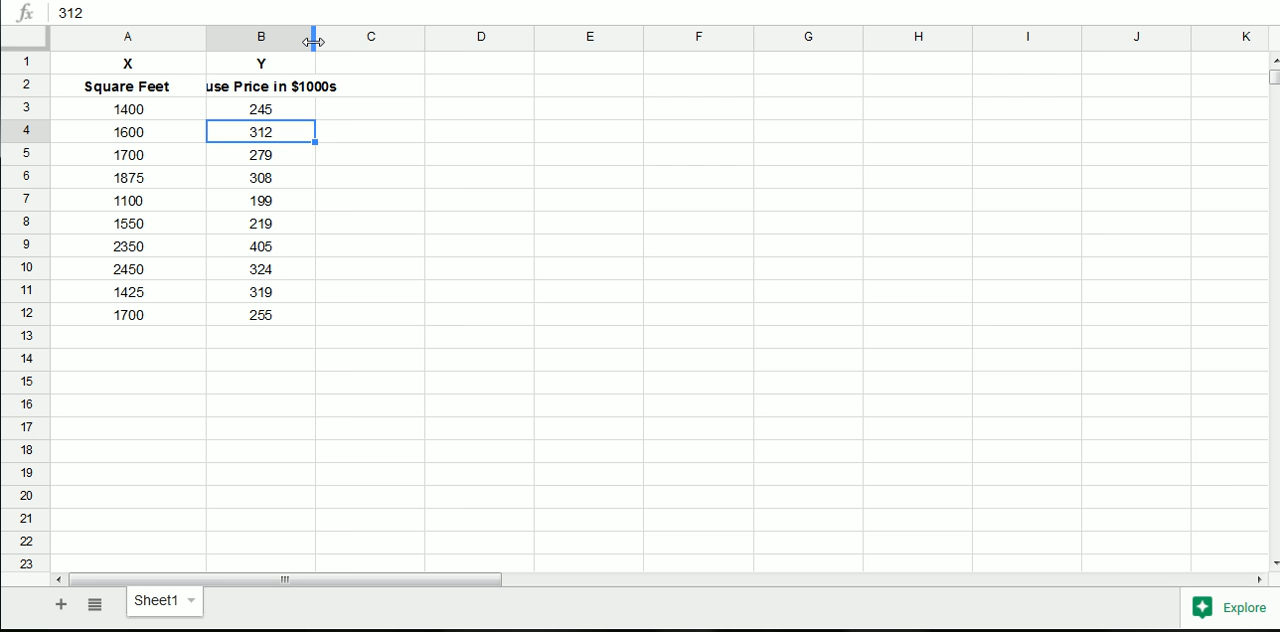 fx 312
A B C D E F G H I J K
1 X Y
2 Square Feet use Price in $1000s
3 1400 245
4 1600 312
5 1700 279
6 1875 308
7 1100 199
8 1550 219
9 2350 405
10 2450 324
11 1425 319
12 1700 255
13
14
15
16
17
18
19
20
21
22
23
Sheet1 Explore